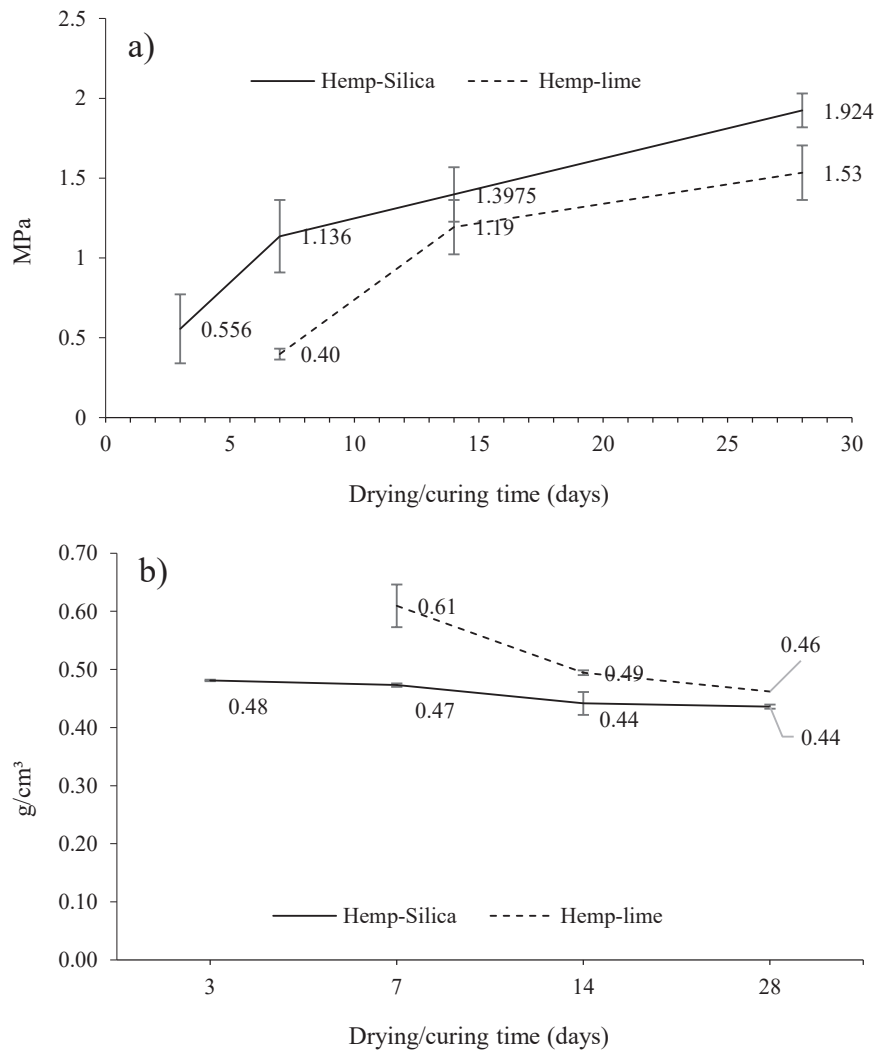 a)
2.5
2
1.5
1
0.5
0
MPa
Hemp-Silica
Hemp-lime
0.556
1.136
1.3975
1.924
0.40
1.19
1.53
0 5 10 15 20 25 30
Drying/curing time (days)
b)
0.70
0.60
0.50
0.40
0.30
0.20
0.10
0.00
g/cm³
0.61
0.49
0.46
0.48
0.47
0.44
0.44
Hemp-Silica
Hemp-lime
3 7 14 28
Drying/curing time (days)